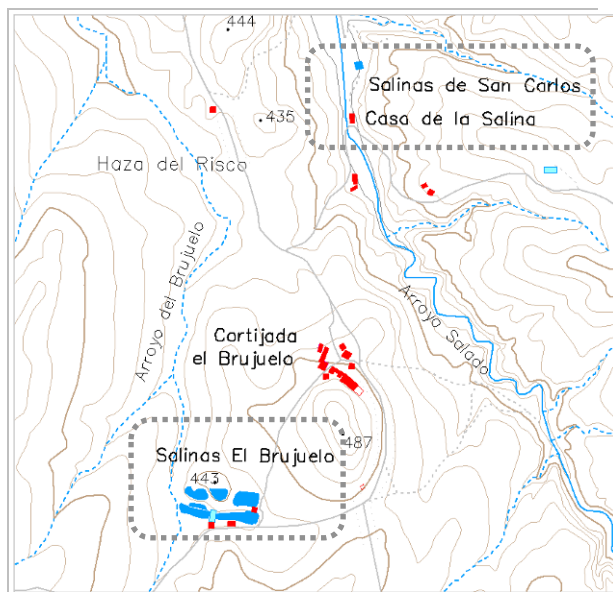 444
Salinas de San Carlos
435
Casa de la Salina
Haza del Risco
Arroyo del Brujuelo
Arroyo Salado
Cortijada
el Brujuelo
487
Salinas El Brujuelo
443